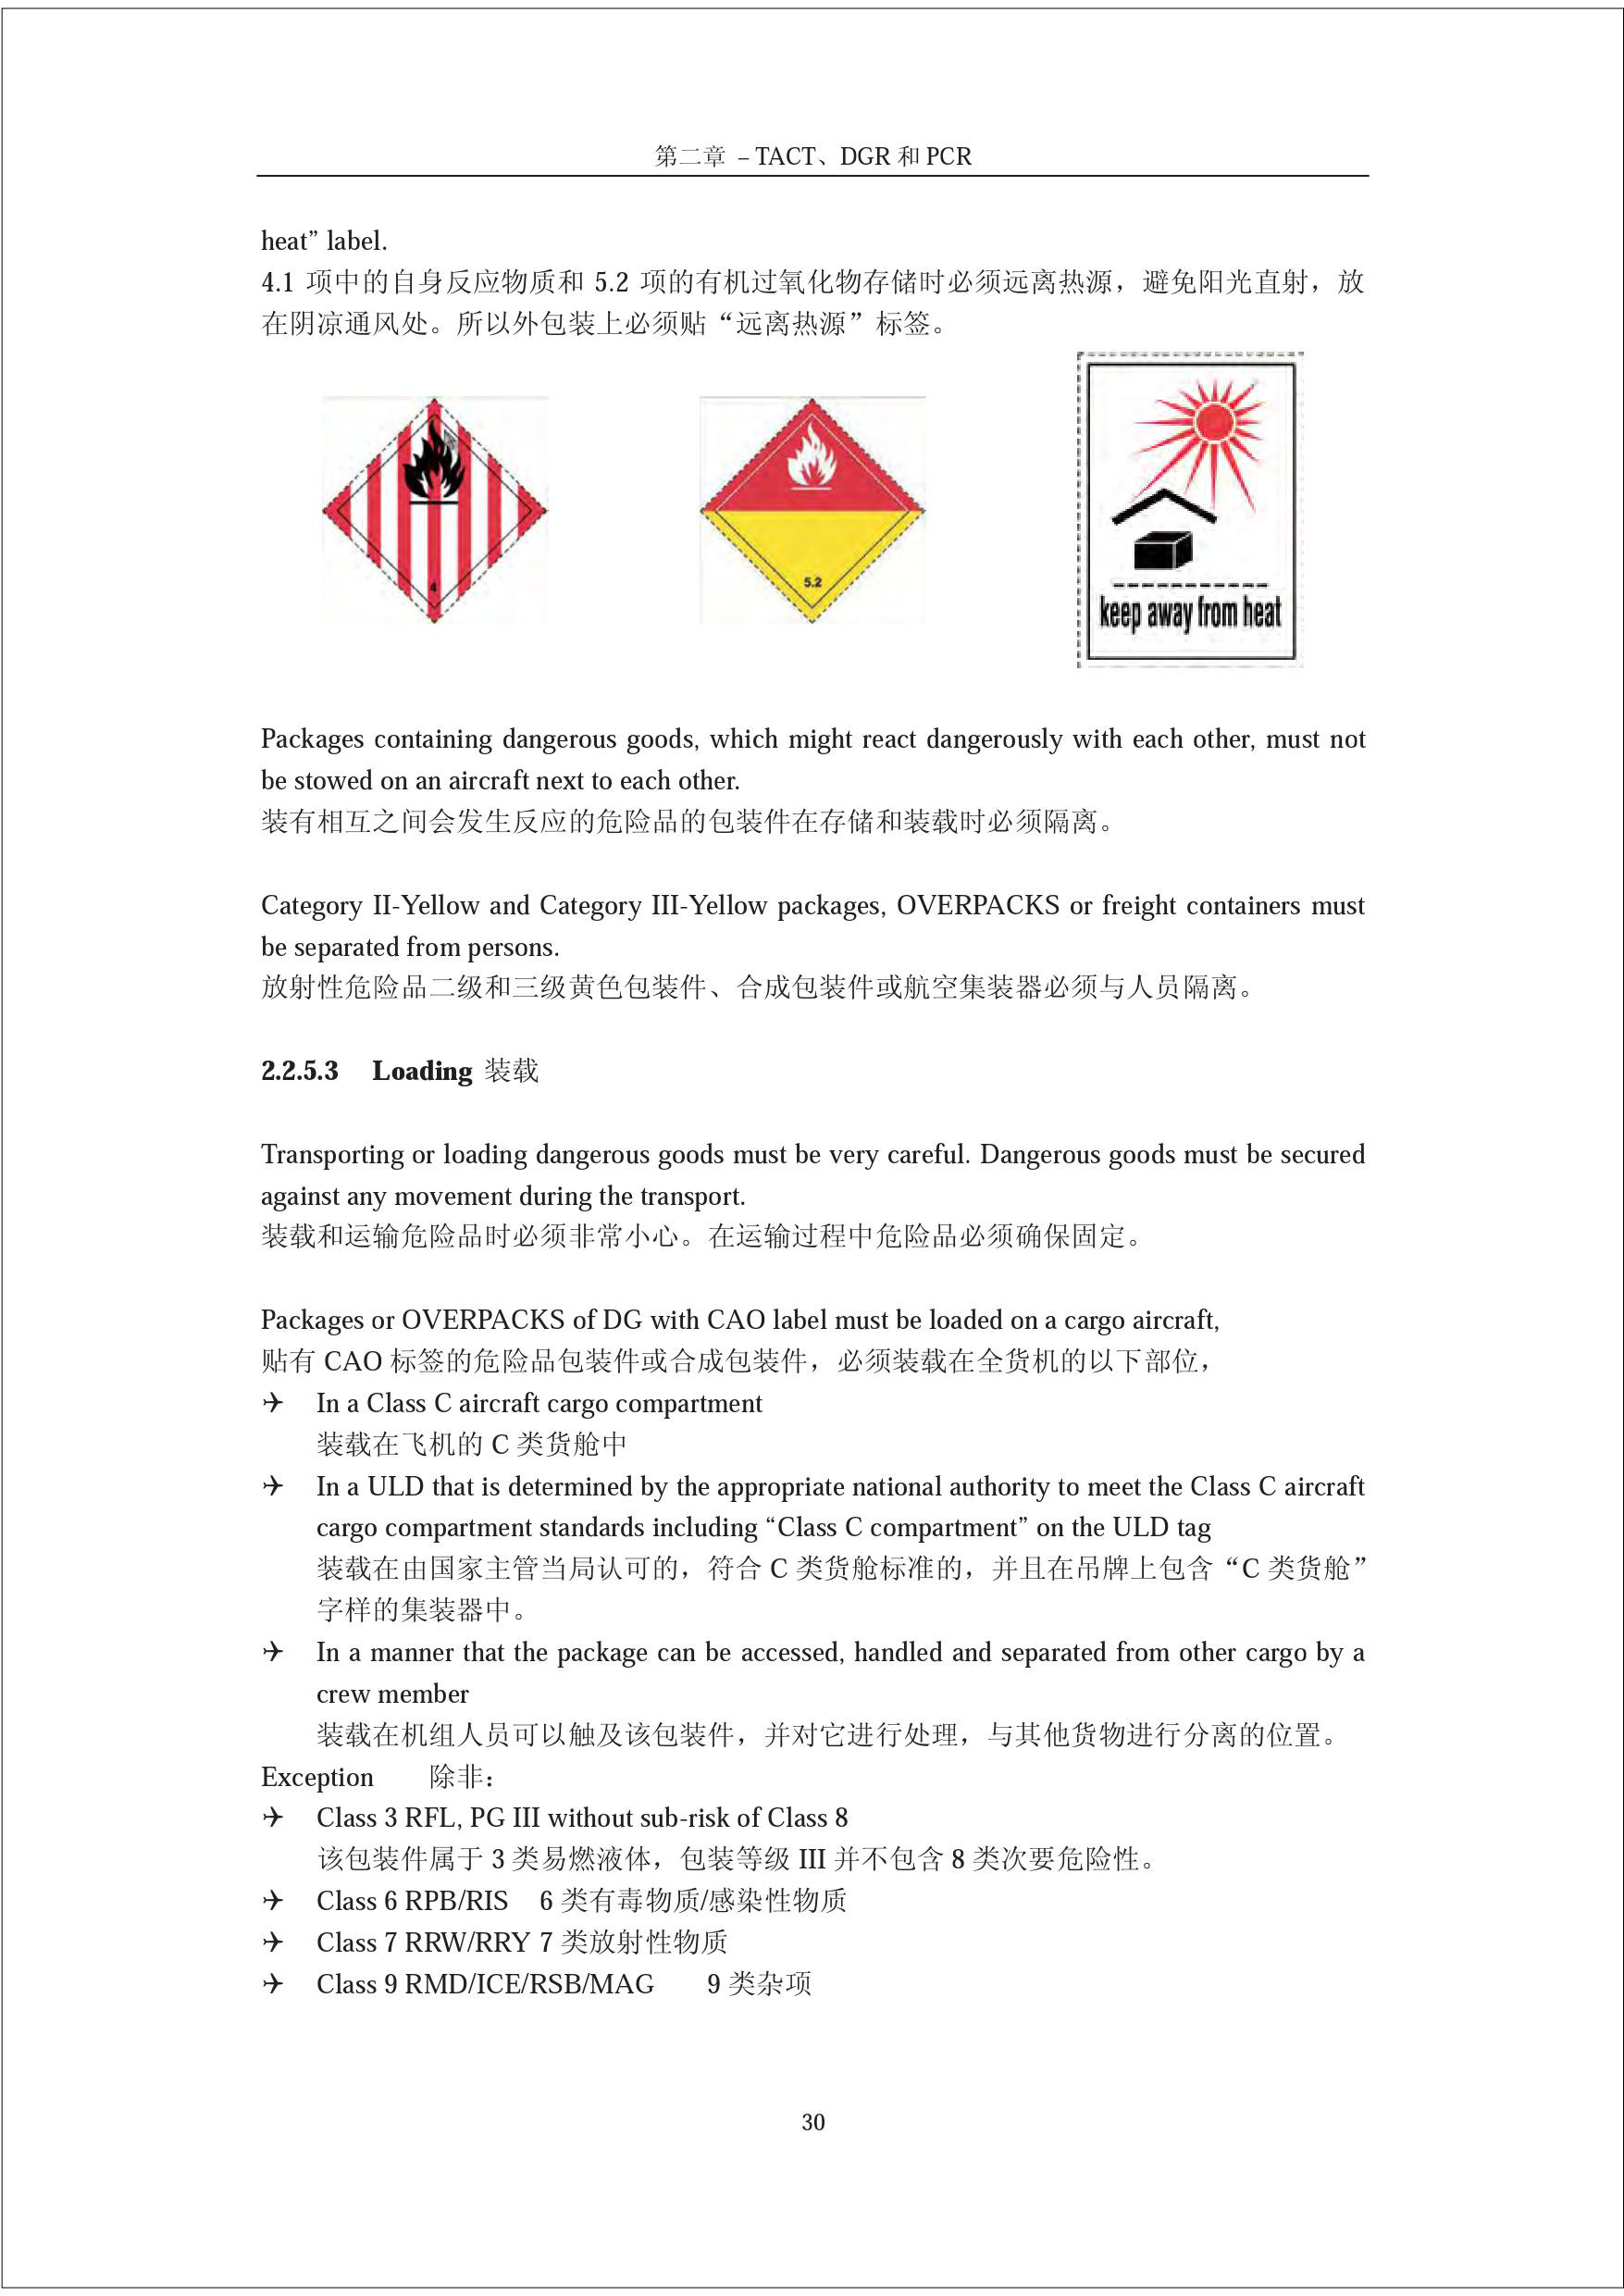 第二章 – TACT、DGR 和 PCR
heat” label.
4.1 项中的自身反应物质和 5.2 项的有机过氧化物存储时必须远离热源，避免阳光直射，放
在阴凉通风处。所以外包装上必须贴“远离热源”标签。
4
5.2
keep away from heat
Packages containing dangerous goods, which might react dangerously with each other, must not
be stowed on an aircraft next to each other.
装有相互之间会发生反应的危险品的包装件在存储和装载时必须隔离。
Category II-Yellow and Category III-Yellow packages, OVERPACKS or freight containers must
be separated from persons.
放射性危险品二级和三级黄色包装件、合成包装件或航空集装器必须与人员隔离。
2.2.5.3 Loading 装载
Transporting or loading dangerous goods must be very careful. Dangerous goods must be secured
against any movement during the transport.
装载和运输危险品时必须非常小心。在运输过程中危险品必须确保固定。
Packages or OVERPACKS of DG with CAO label must be loaded on a cargo aircraft,
贴有 CAO 标签的危险品包装件或合成包装件，必须装载在全货机的以下部位，
✈ In a Class C aircraft cargo compartment
装载在飞机的 C 类货舱中
✈ In a ULD that is determined by the appropriate national authority to meet the Class C aircraft
cargo compartment standards including “Class C compartment” on the ULD tag
装载在由国家主管当局认可的，符合 C 类货舱标准的，并且在吊牌上包含“C 类货舱”
字样的集装器中。
✈ In a manner that the package can be accessed, handled and separated from other cargo by a
crew member
装载在机组人员可以触及该包装件，并对它进行处理，与其他货物进行分离的位置。
Exception 除非：
✈ Class 3 RFL, PG III without sub-risk of Class 8
该包装件属于 3 类易燃液体，包装等级 III 并不包含 8 类次要危险性。
✈ Class 6 RPB/RIS 6 类有毒物质/感染性物质
✈ Class 7 RRW/RRY 7 类放射性物质
✈ Class 9 RMD/ICE/RSB/MAG 9 类杂项
30